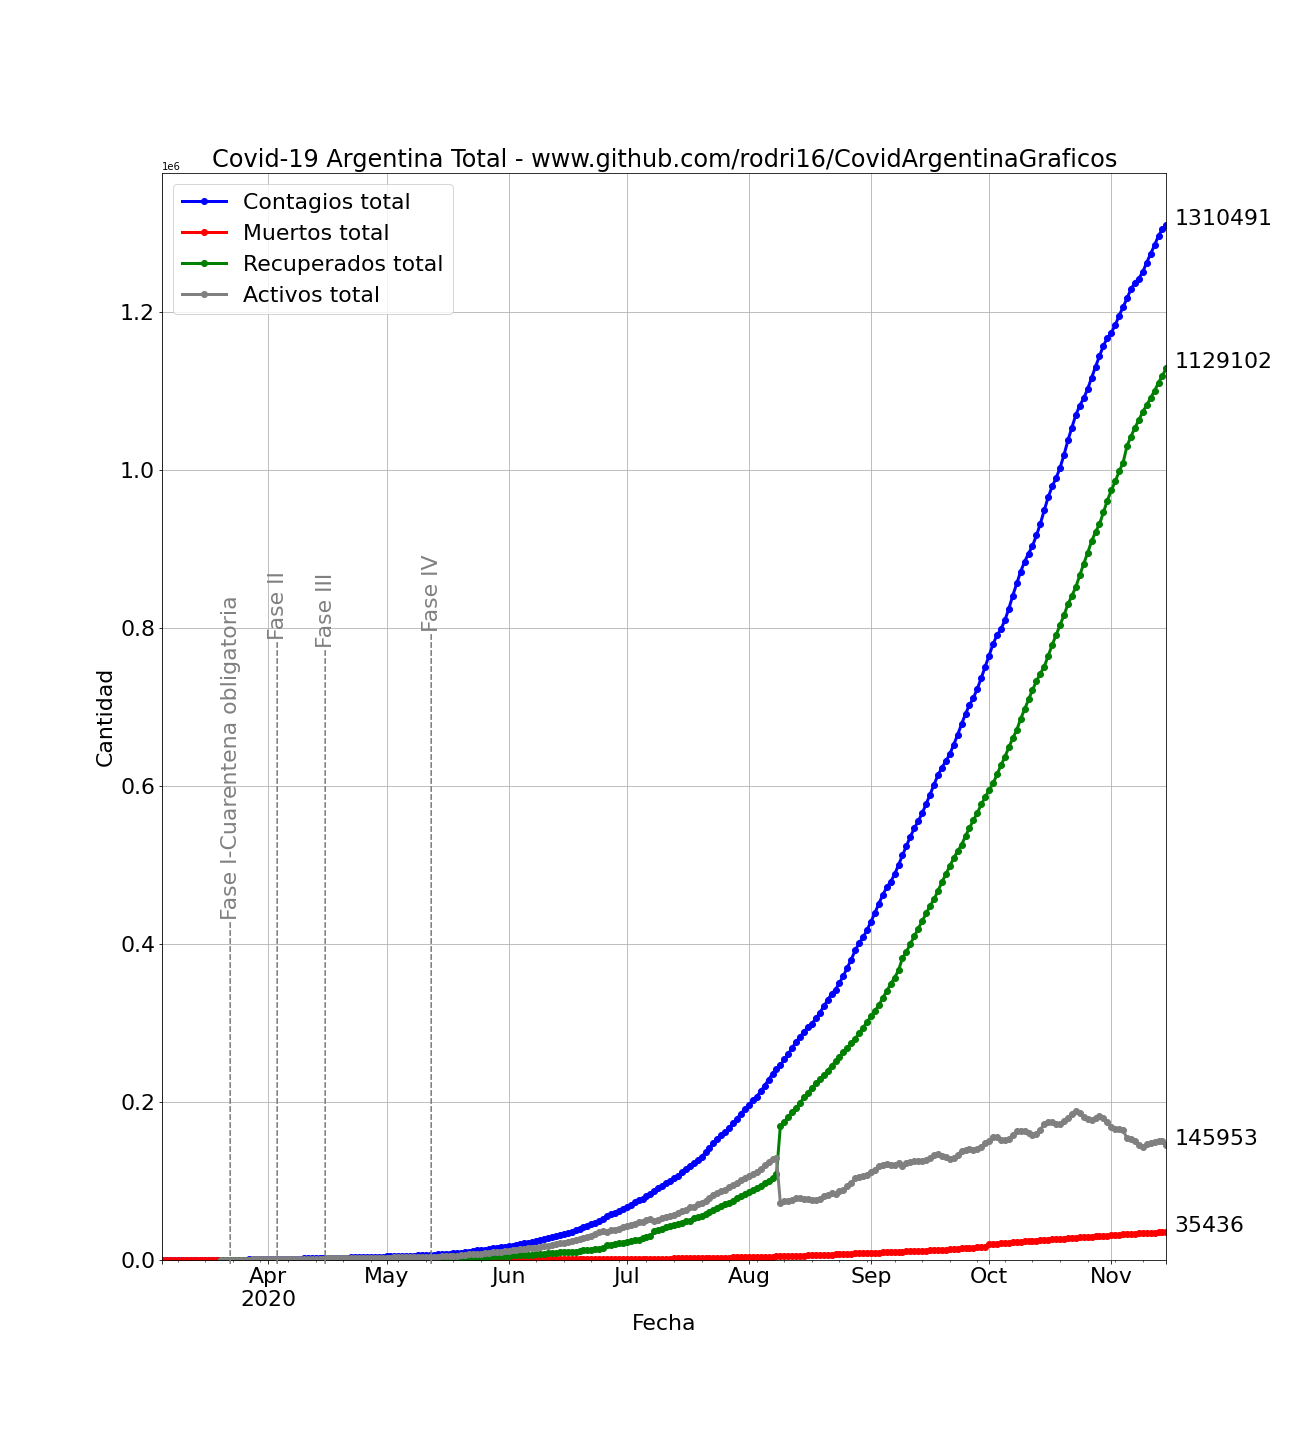 Covid-19 Argentina Total - www.github.com/rodri16/CovidArgentinaGraficos
1e6
Contagios total
Muertos total
Recuperados total
Activos total
1310491
1129102
145953
35436
1.2
1.0
0.8
0.6
0.4
0.2
0.0
Cantidad
Fase I-Cuarentena obligatoria
Fase II
Fase III
Fase IV
Apr May Jun Jul Aug Sep Oct Nov
2020
Fecha